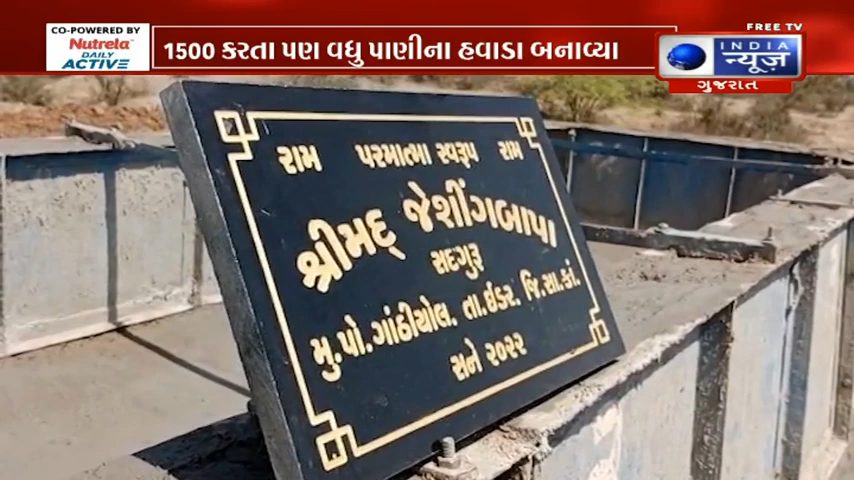 FREE TV
CO-POWERED BY
Nutrela
DAILY
ACTIVE
1500 કરતા પણ વધુ પાણીના હવાડા બનાવ્યા
INDIA
न्यूज़
ગુજરાત
રામ પરમાત્મા સ્વરૂપ રામ
શ્રીમદ્ જેશીંગબાપા
સદગુરૂ
મુ.પો.ગાંઠીયોલ. તા.ઈડર. જિ.સા.કાં.
સને ૨૦૨૨